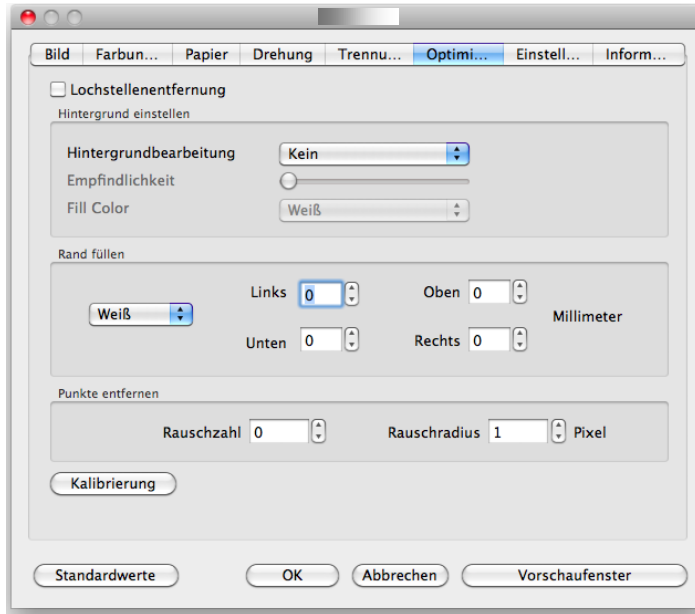 Bild Farbun... Papier Drehung Trennu... Optimi... Einstell... Inform...
Lochstellenentfernung
Hintergrund einstellen
Hintergrundbearbeitung Kein
Empfindlichkeit
Fill Color Weiß
Rand füllen
Links 0 Oben 0
Weiß Millimeter
Unten 0 Rechts 0
Punkte entfernen
Rauschzahl 0 Rauschradius 1 Pixel
Kalibrierung
Standardwerte OK Abbrechen Vorschaufenster